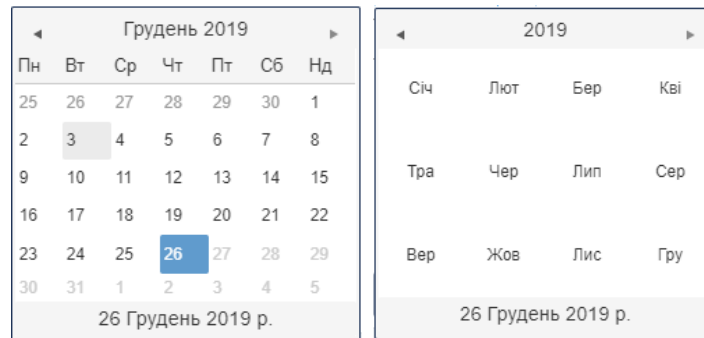 Грудень 2019
Пн Вт Ср Чт Пт Сб Нд
25 26 27 28 29 30 1
2 3 4 5 6 7 8
9 10 11 12 13 14 15
16 17 18 19 20 21 22
23 24 25 26 27 28 29
30 31 1 2 3 4 5
26 Грудень 2019 р.
2019
Січ Лют Бер Кві
Тра Чер Лип Сер
Вер Жов Лис Гру
26 Грудень 2019 р.